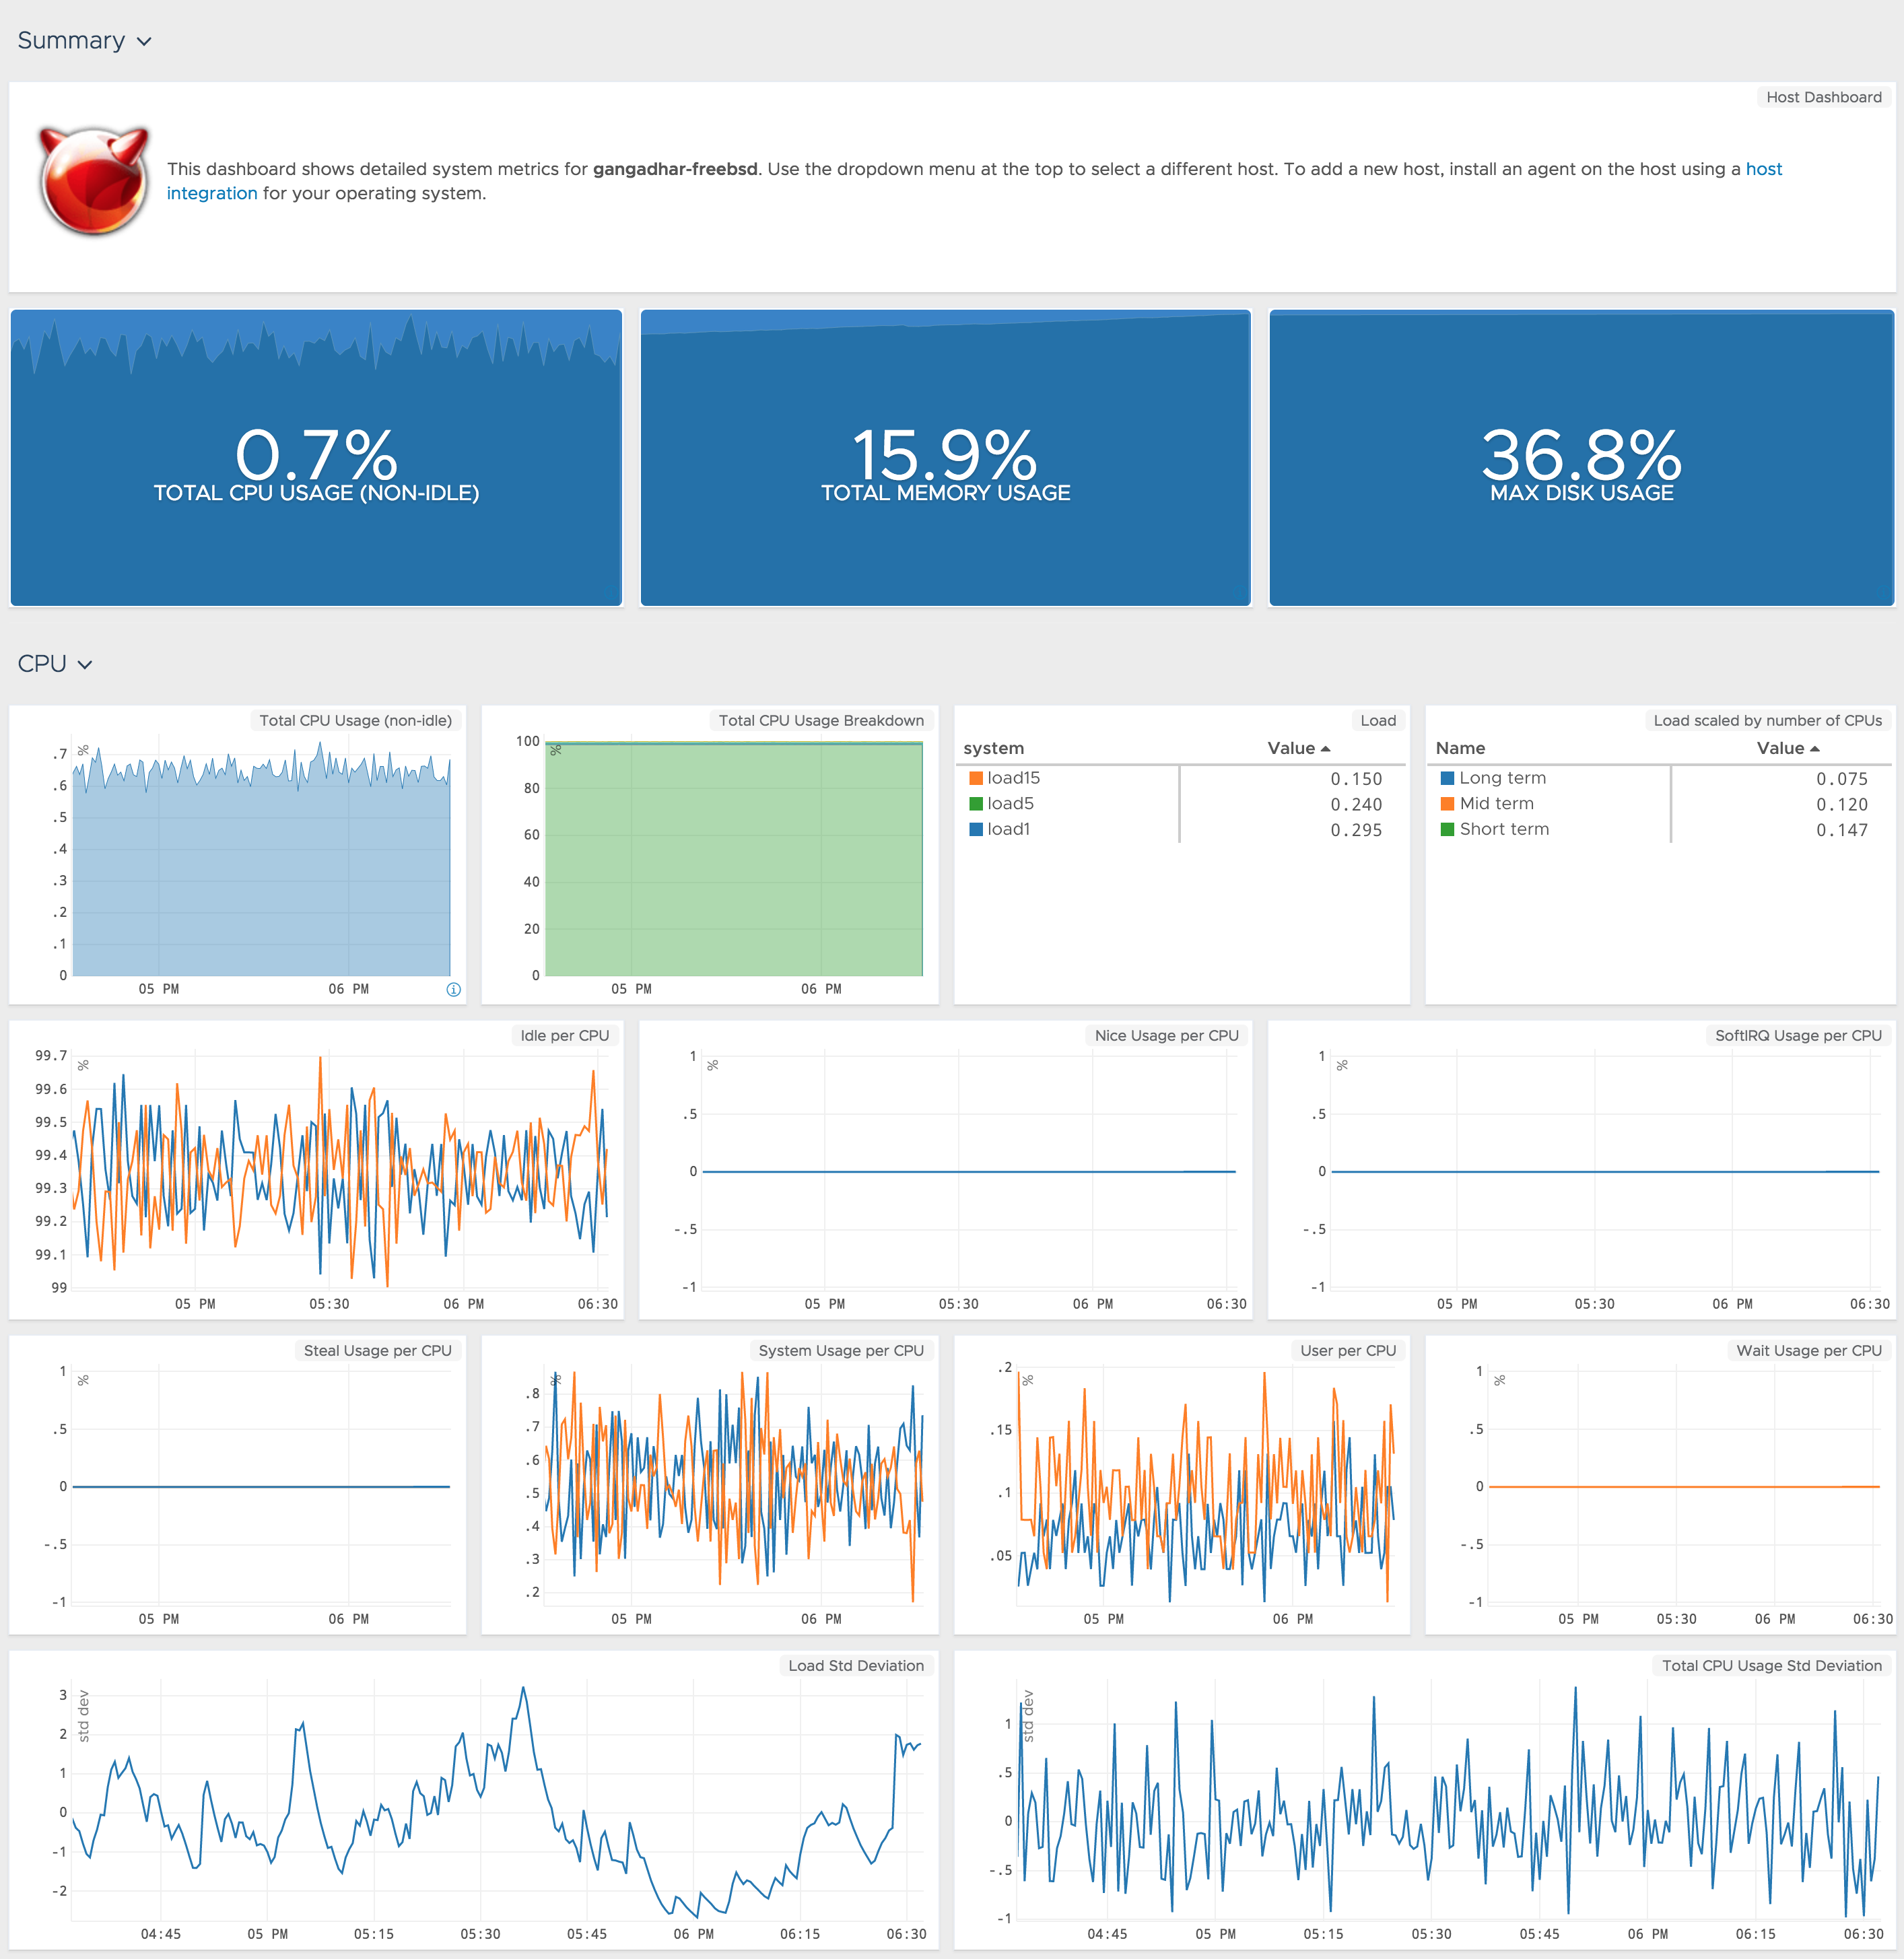 Summary
Host Dashboard
This dashboard shows detailed system metrics for gangadhar-freebsd. Use the dropdown menu at the top to select a different host. To add a new host, install an agent on the host using a host
integration for your operating system.
0.7%
TOTAL CPU USAGE (NON-IDLE)
15.9%
TOTAL MEMORY USAGE
36.8%
MAX DISK USAGE
CPU
Total CPU Usage (non-idle)
%
.7
.6
.5
.4
.3
.2
.1
0
05 PM 06 PM
Total CPU Usage Breakdown
%
100
80
60
40
20
0
05 PM 06 PM
Load
system Value
load15 0.150
load5 0.240
load1 0.295
Load scaled by number of CPUs
Name Value
Long term 0.075
Mid term 0.120
Short term 0.147
Idle per CPU
%
99.7
99.6
99.5
99.4
99.3
99.2
99.1
99
05 PM 05:30 06 PM 06:30
Nice Usage per CPU
%
1
.5
0
-.5
-1
05 PM 05:30 06 PM 06:30
SoftIRQ Usage per CPU
%
1
.5
0
-.5
-1
05 PM 05:30 06 PM 06:30
Steal Usage per CPU
%
1
.5
0
-.5
-1
05 PM 06 PM
System Usage per CPU
%
.8
.7
.6
.5
.4
.3
.2
05 PM 06 PM
User per CPU
%
.2
.15
.1
.05
05 PM 06 PM
Wait Usage per CPU
%
1
.5
0
-.5
-1
05 PM 05:30 06 PM 06:30
Load Std Deviation
std dev
3
2
1
0
-1
-2
04:45 05 PM 05:15 05:30 05:45 06 PM 06:15 06:30
Total CPU Usage Std Deviation
std dev
1
.5
0
-.5
-1
04:45 05 PM 05:15 05:30 05:45 06 PM 06:15 06:30